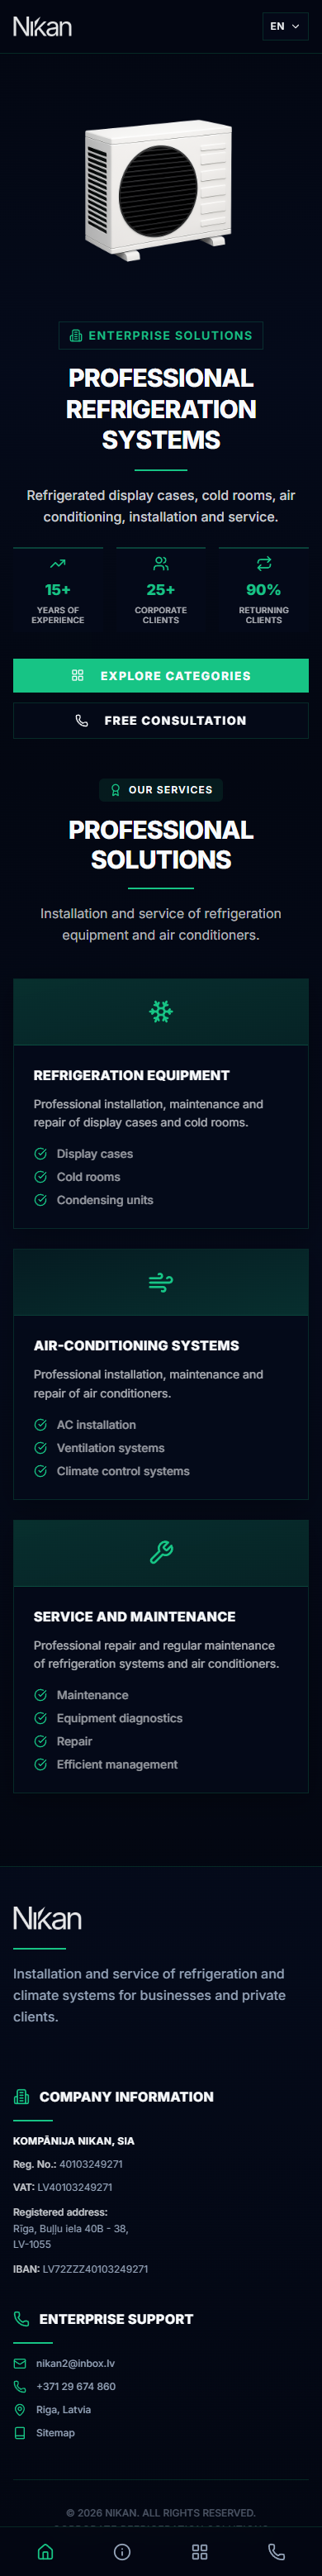 Nikan
EN
ENTERPRISE SOLUTIONS
PROFESSIONAL
REFRIGERATION
SYSTEMS
Refrigerated display cases, cold rooms, air
conditioning, installation and service.
15+
YEARS OF
EXPERIENCE
25+
CORPORATE
CLIENTS
90%
RETURNING
CLIENTS
EXPLORE CATEGORIES
FREE CONSULTATION
OUR SERVICES
PROFESSIONAL
SOLUTIONS
Installation and service of refrigeration
equipment and air conditioners.
REFRIGERATION EQUIPMENT
Professional installation, maintenance and
repair of display cases and cold rooms.
Display cases
Cold rooms
Condensing units
AIR-CONDITIONING SYSTEMS
Professional installation, maintenance and
repair of air conditioners.
AC installation
Ventilation systems
Climate control systems
SERVICE AND MAINTENANCE
Professional repair and regular maintenance
of refrigeration systems and air conditioners.
Maintenance
Equipment diagnostics
Repair
Efficient management
Nikan
Installation and service of refrigeration and
climate systems for businesses and private
clients.
COMPANY INFORMATION
KOMPĀNIJA NIKAN, SIA
Reg. No.: 40103249271
VAT: LV40103249271
Registered address:
Rīga, Buļļu iela 40B - 38,
LV-1055
IBAN: LV72ZZZ40103249271
ENTERPRISE SUPPORT
nikan2@inbox.lv
+371 29 674 860
Riga, Latvia
Sitemap
© 2026 NIKAN. ALL RIGHTS RESERVED.